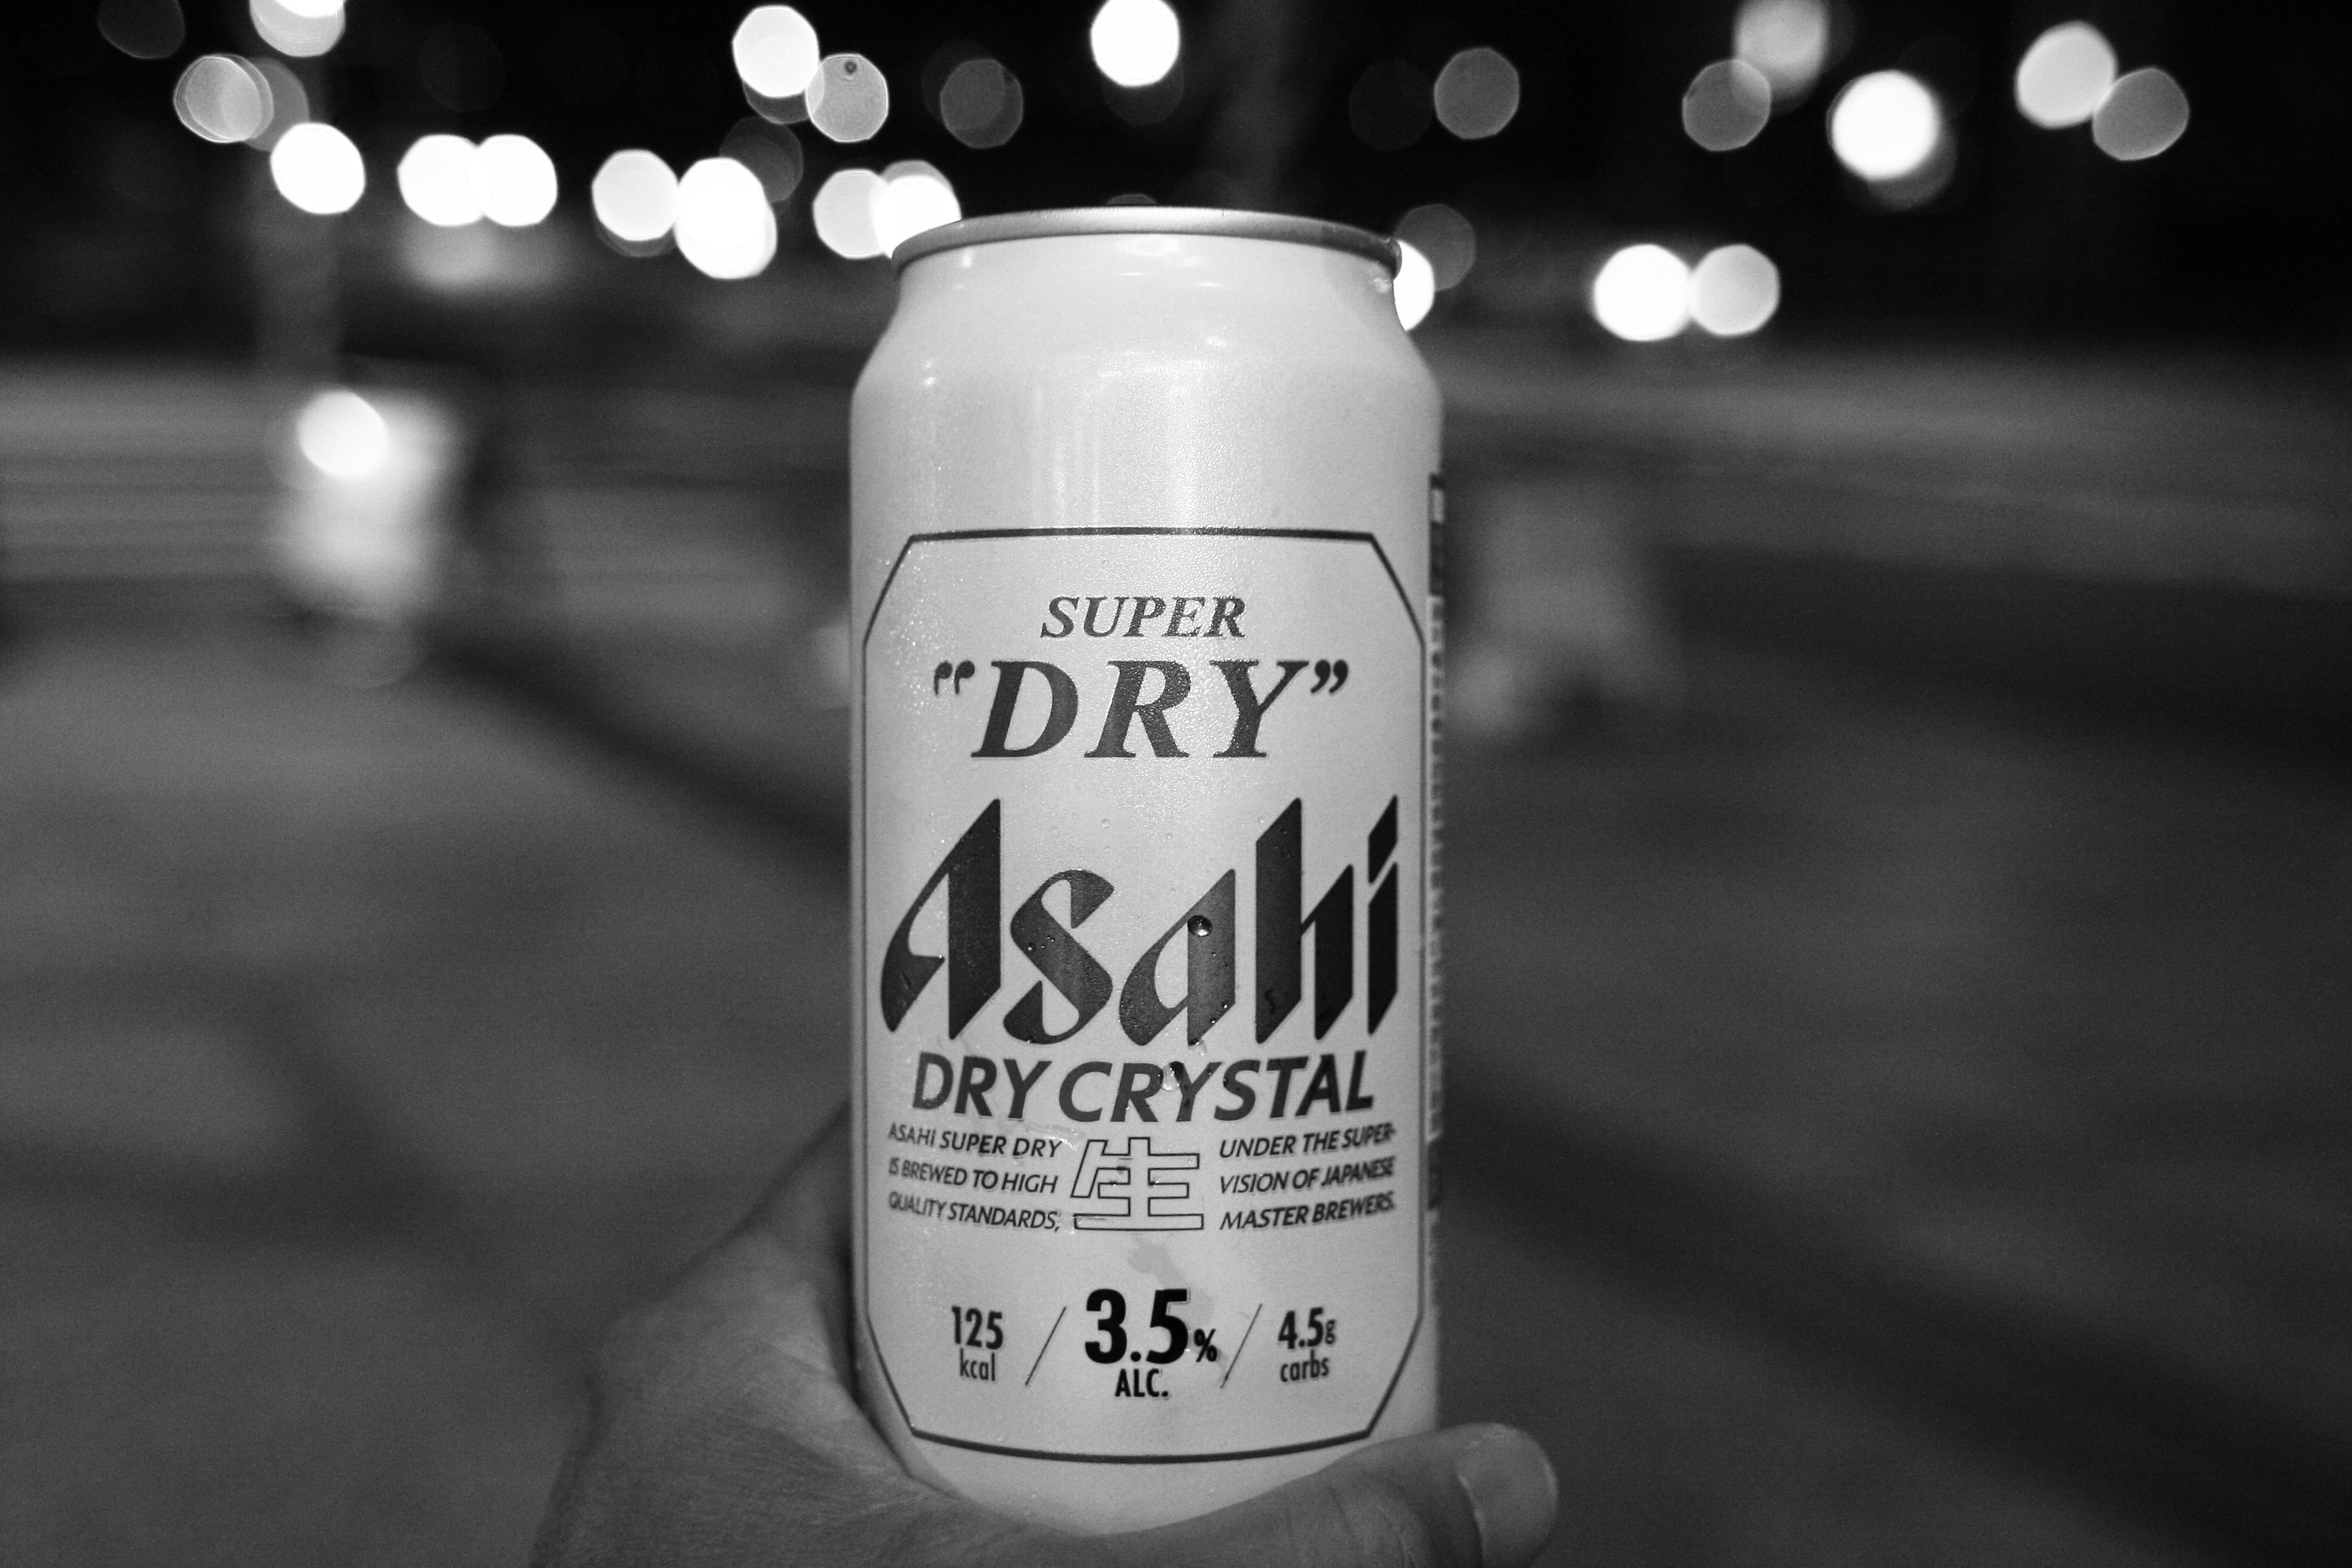 SUPER
“DRY”
Asahi
DRY CRYSTAL
ASAHI SUPER DRY
IS BREWED TO HIGH
QUALITY STANDARDS,
生
UNDER THE SUPER-
VISION OF JAPANESE
MASTER BREWERS.
125
kcal
3.5%
ALC.
4.5g
carbs